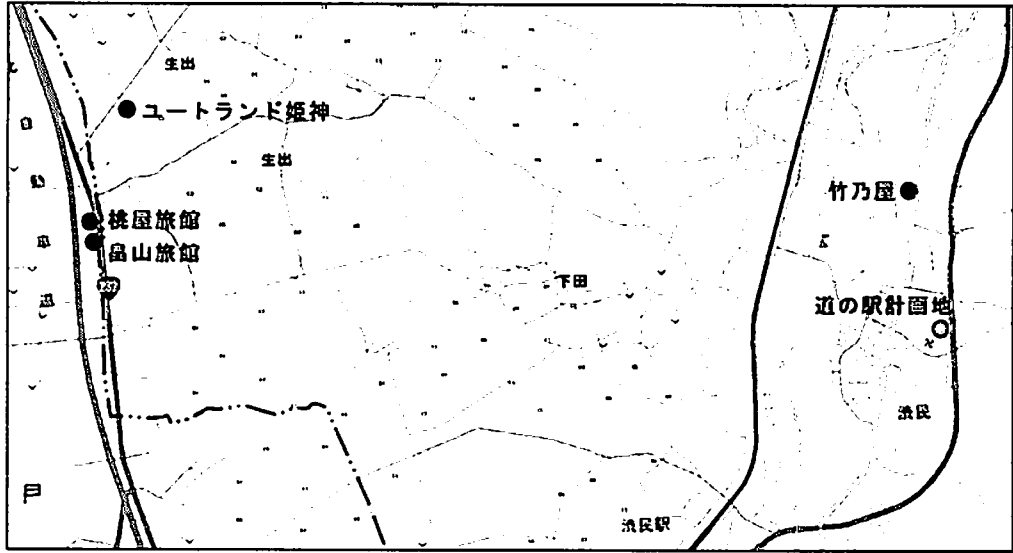 生出
ユートランド姫神
生出
竹乃屋
桃屋旅館
畠山旅館
下田
道の駅計画地
渋民
渋民駅